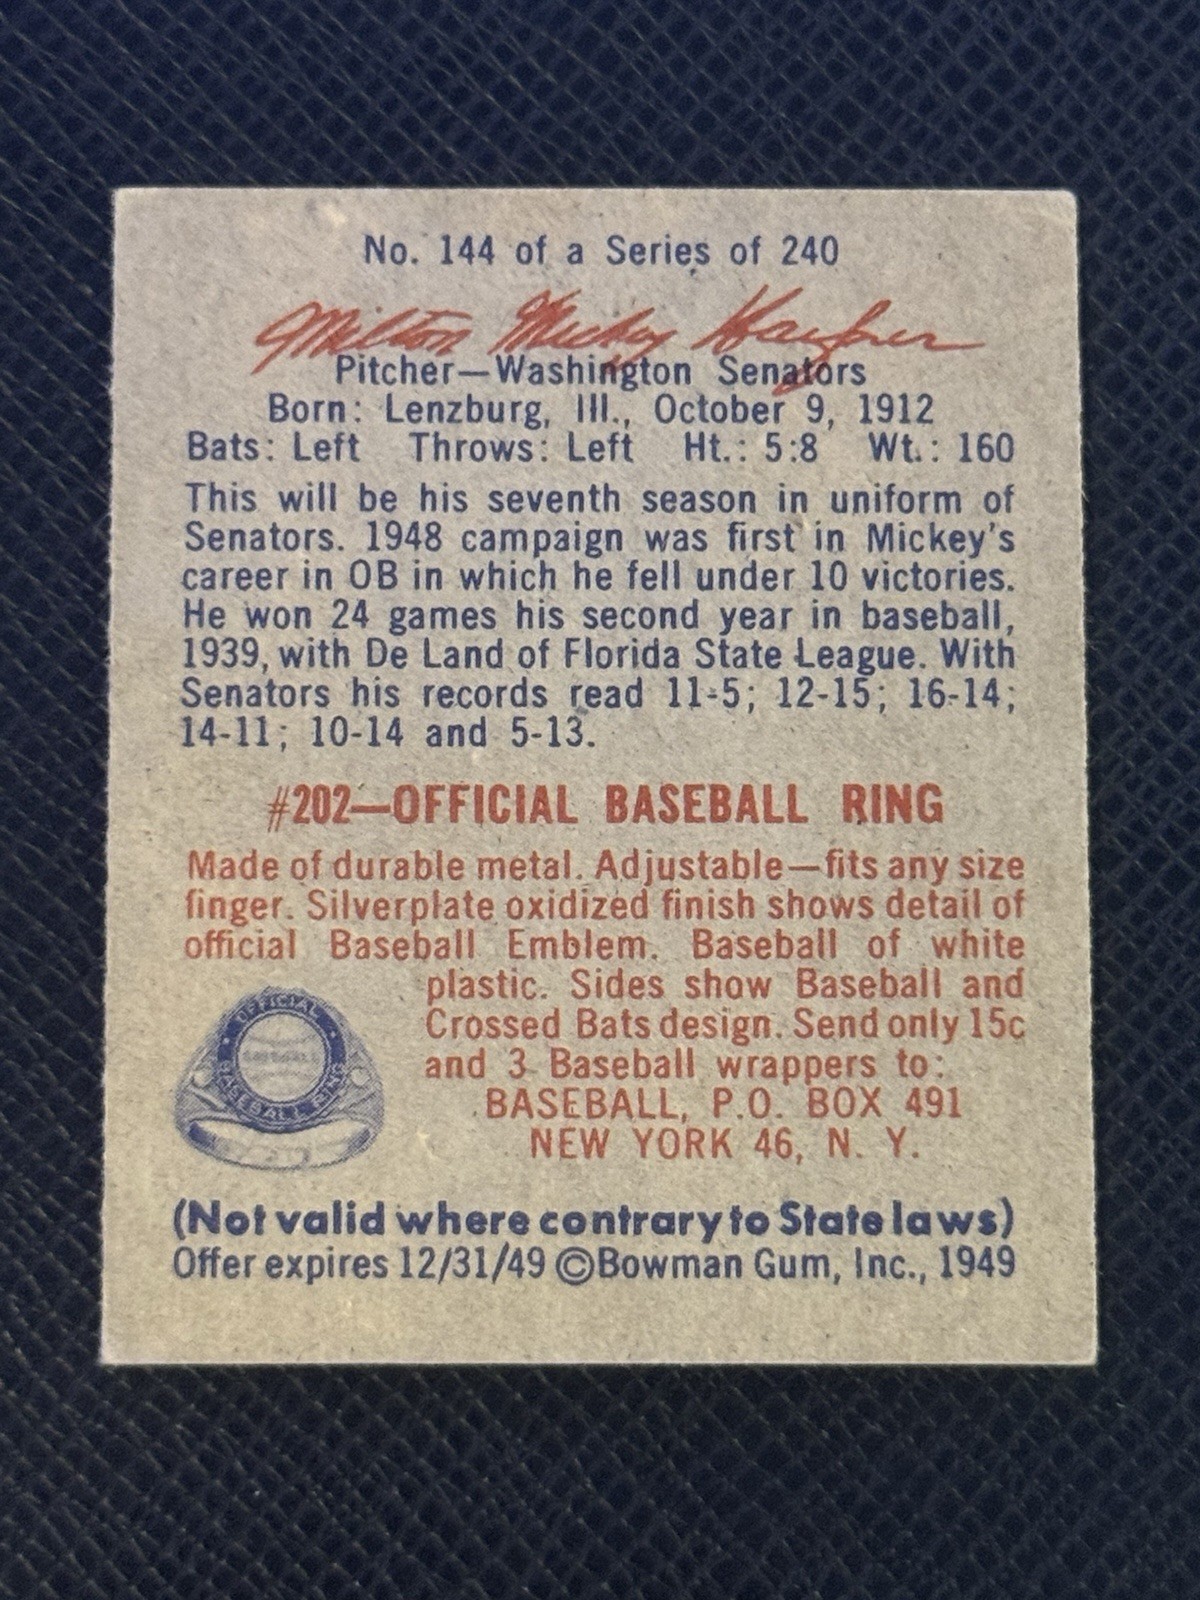 No. 144 of a Series of 240
Milton Mickey Haefner
Pitcher—Washington Senators
Born: Lenzburg, Ill., October 9, 1912
Bats: Left Throws: Left Ht.: 5:8 Wt.: 160
This will be his seventh season in uniform of
Senators. 1948 campaign was first in Mickey's
career in OB in which he fell under 10 victories.
He won 24 games his second year in baseball,
1939, with De Land of Florida State League. With
Senators his records read 11-5; 12-15; 16-14;
14-11; 10-14 and 5-13.
#202—OFFICIAL BASEBALL RING
Made of durable metal. Adjustable—fits any size
finger. Silverplate oxidized finish shows detail of
official Baseball Emblem. Baseball of white
plastic. Sides show Baseball and
Crossed Bats design. Send only 15c
and 3 Baseball wrappers to:
BASEBALL, P.O. BOX 491
NEW YORK 46, N. Y.
OFFICIAL
BASEBALL
BASEBALL RING
(Not valid where contrary to State laws)
Offer expires 12/31/49 ©Bowman Gum, Inc., 1949